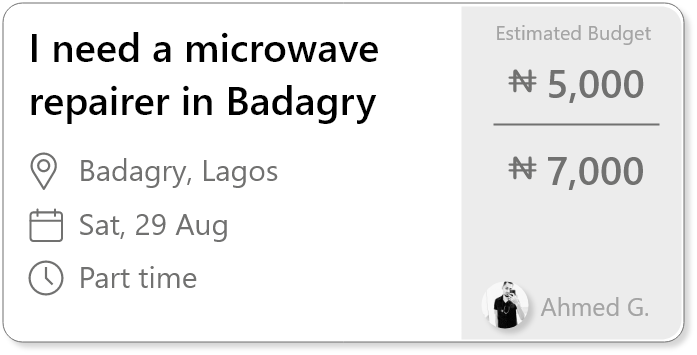 I need a microwave
repairer in Badagry
Badagry, Lagos
Sat, 29 Aug
Part time
Estimated Budget
₦ 5,000
₦ 7,000
Ahmed G.